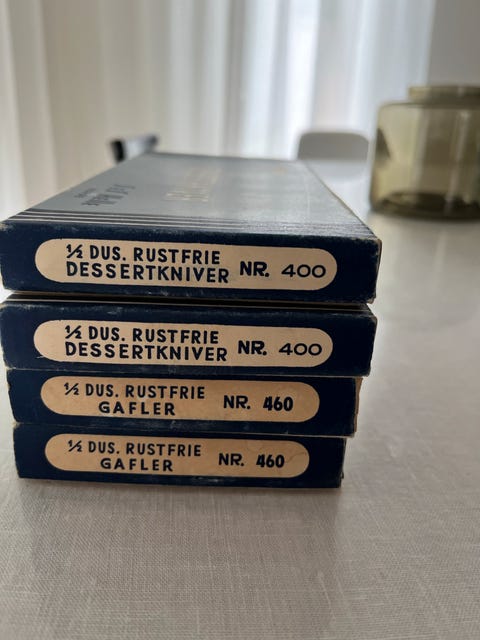 ½ DUS. RUSTFRIE
DESSERTKNIVER NR. 400
½ DUS. RUSTFRIE
DESSERTKNIVER NR. 400
½ DUS. RUSTFRIE
GAFLER NR. 460
½ DUS. RUSTFRIE
GAFLER NR. 460